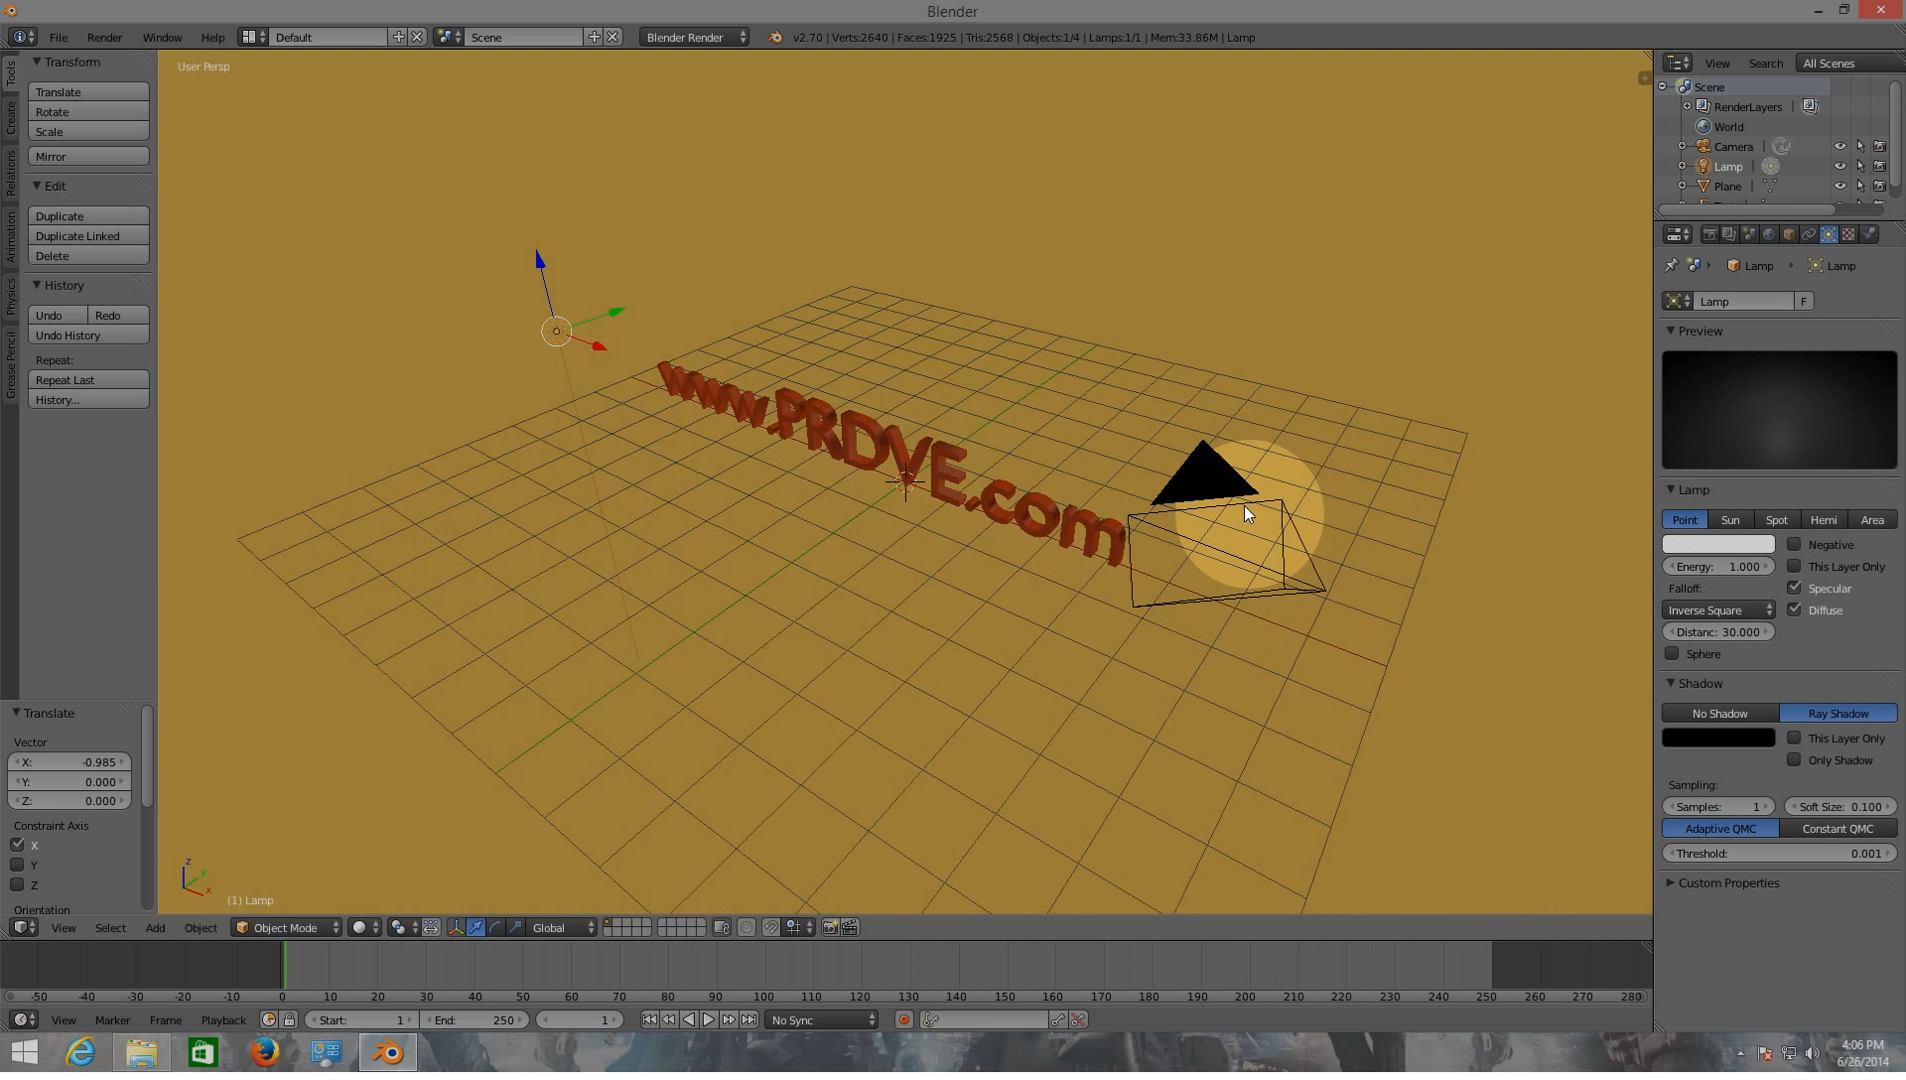 Blender
File Render Window Help Default Scene Blender Render v2.70 | Verts:2640 | Faces:1925 | Tris:2568 | Objects:1/4 | Lamps:1/1 | Mem:33.86M | Lamp
Tools
Create
Relations
Animation
Physics
Grease Pencil
Transform
Translate
Rotate
Scale
Mirror
Edit
Duplicate
Duplicate Linked
Delete
History
Undo Redo
Undo History
Repeat:
Repeat Last
History...
Translate
Vector
X: -0.985
Y: 0.000
Z: 0.000
Constraint Axis
X
Y
Z
Orientation
User Persp
www.PRDVE.com
z
y
x
(1) Lamp
View Select Add Object Object Mode Global
-50 -40 -30 -20 -10 0 10 20 30 40 50 60 70 80 90 100 110 120 130 140 150 160 170 180 190 200 210 220 230 240 250 260 270 280
View Marker Frame Playback Start: 1 End: 250 1 No Sync
View Search All Scenes
Scene
RenderLayers |
World
Camera |
Lamp |
Plane |
Lamp Lamp
Lamp F
Preview
Lamp
Point Sun Spot Hemi Area
Negative
Energy: 1.000 This Layer Only
Falloff: Specular
Inverse Square Diffuse
Distanc: 30.000
Sphere
Shadow
No Shadow Ray Shadow
This Layer Only
Only Shadow
Sampling:
Samples: 1 Soft Size: 0.100
Adaptive QMC Constant QMC
Threshold: 0.001
Custom Properties
4:06 PM
6/26/2014